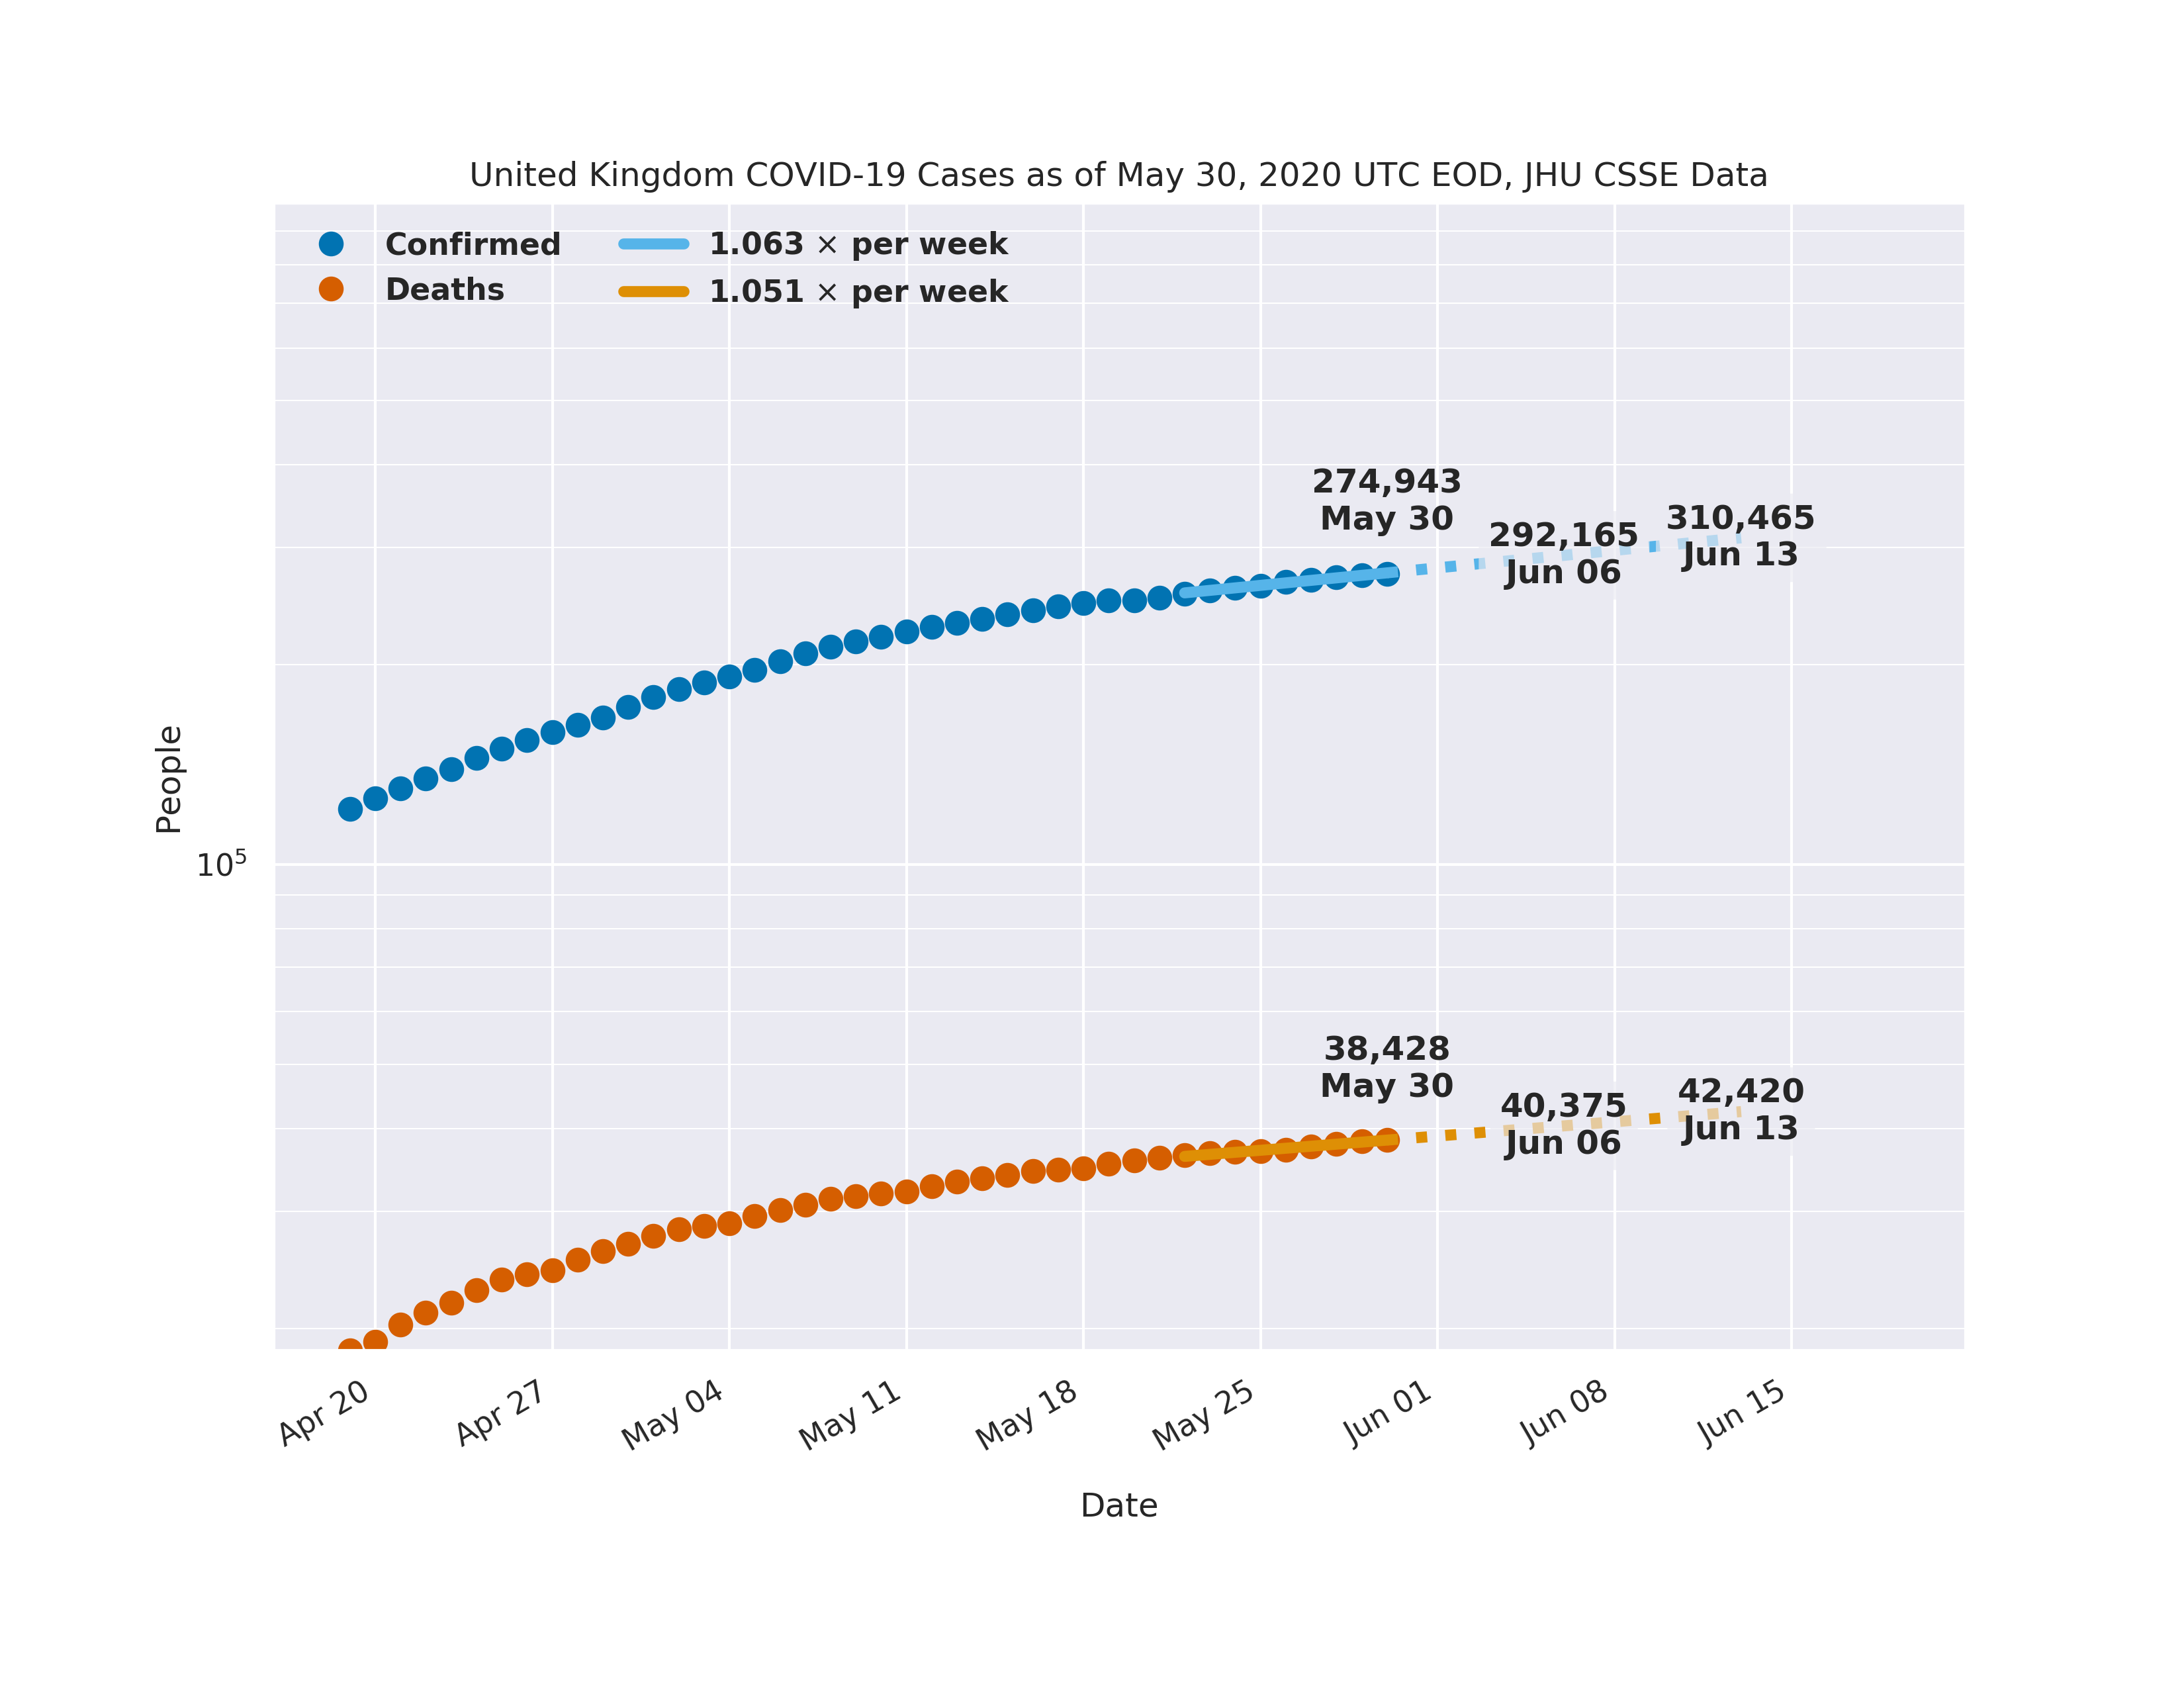 United Kingdom COVID-19 Cases as of May 30, 2020 UTC EOD, JHU CSSE Data
Confirmed
Deaths
1.063 × per week
1.051 × per week
274,943
May 30
292,165
Jun 06
310,465
Jun 13
People
10⁵
38,428
May 30
40,375
Jun 06
42,420
Jun 13
Apr 20
Apr 27
May 04
May 11
May 18
May 25
Jun 01
Jun 08
Jun 15
Date